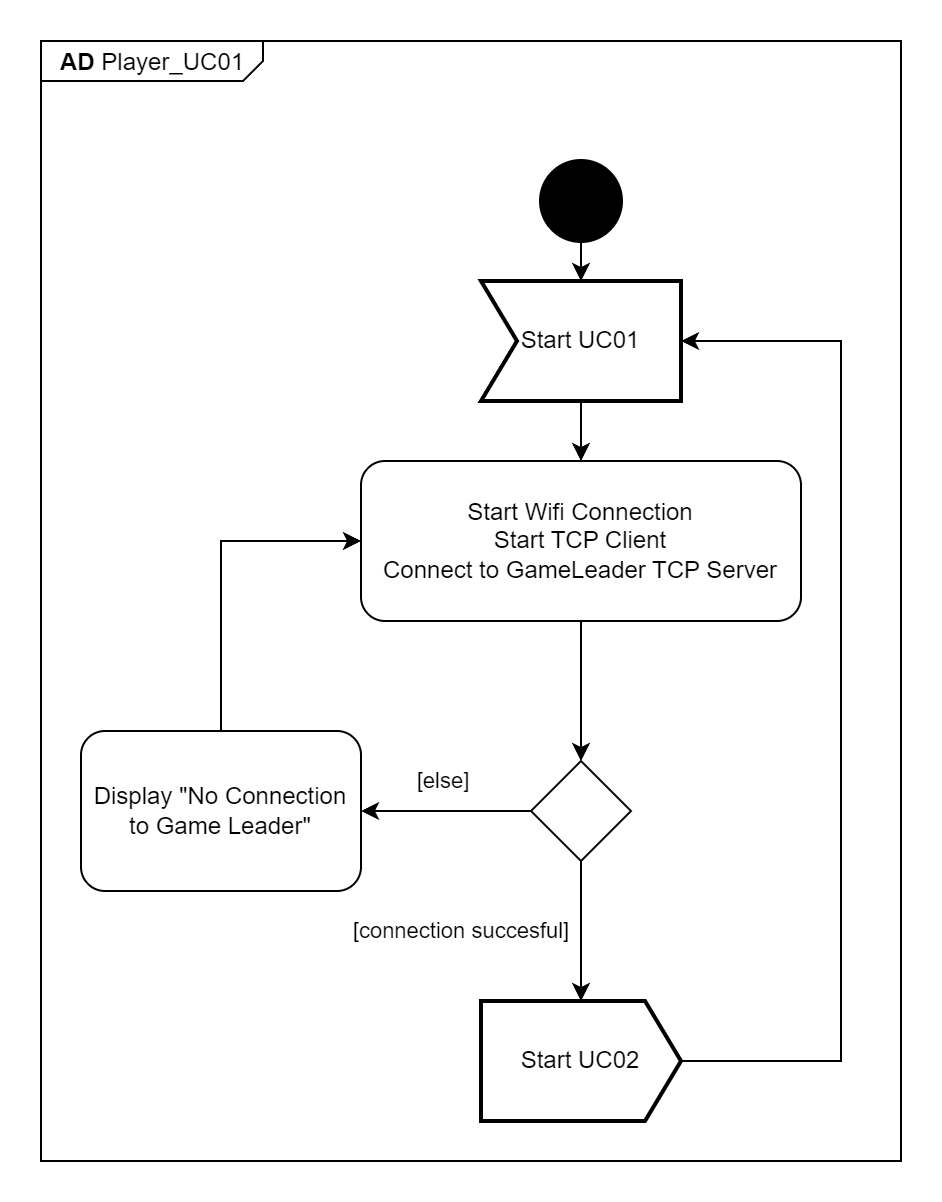 AD Player_UC01
Start UC01
Start Wifi Connection
Start TCP Client
Connect to GameLeader TCP Server
[else]
Display "No Connection
to Game Leader"
[connection succesful]
Start UC02